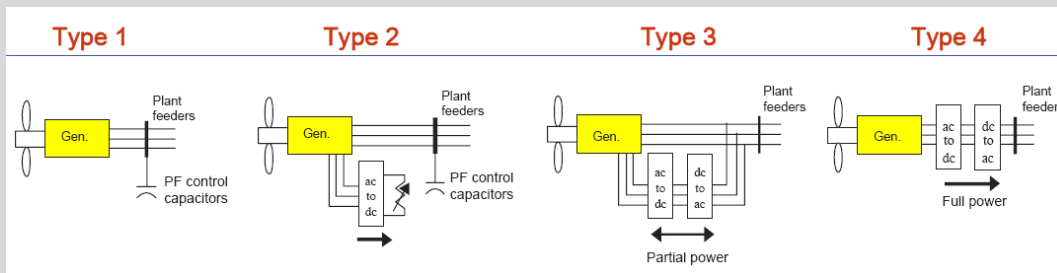 Type 1
Type 2
Type 3
Type 4
Gen.
Plant
feeders
PF control
capacitors
Gen.
Plant
feeders
ac
to
dc
PF control
capacitors
Gen.
Plant
feeders
ac
to
dc
dc
to
ac
Partial power
Gen.
ac
to
dc
dc
to
ac
Plant
feeder
Full power